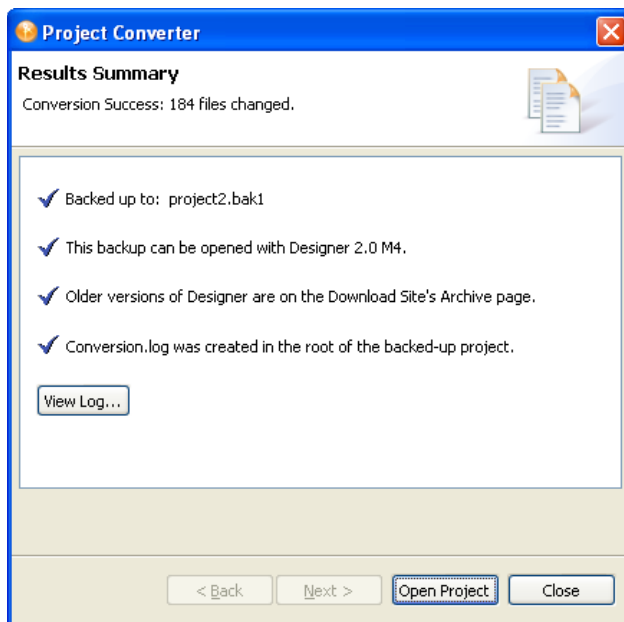 Project Converter
Results Summary
Conversion Success: 184 files changed.
Backed up to: project2.bak1
This backup can be opened with Designer 2.0 M4.
Older versions of Designer are on the Download Site's Archive page.
Conversion.log was created in the root of the backed-up project.
View Log...
< Back Next > Open Project Close